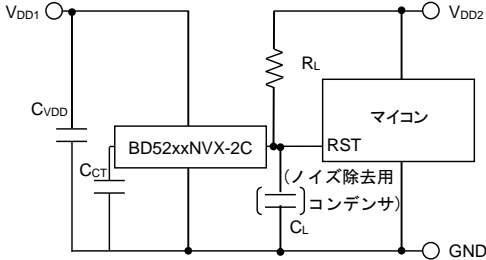 VDD1
VDD2
RL
CVDD
マイコン
BD52xxNVX-2C
RST
CCT
(ノイズ除去用
コンデンサ)
CL
GND